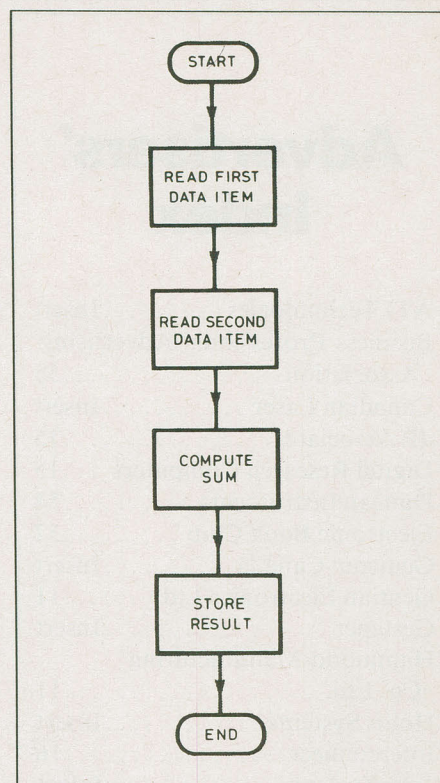 START
READ FIRST
DATA ITEM
READ SECOND
DATA ITEM
COMPUTE
SUM
STORE
RESULT
END